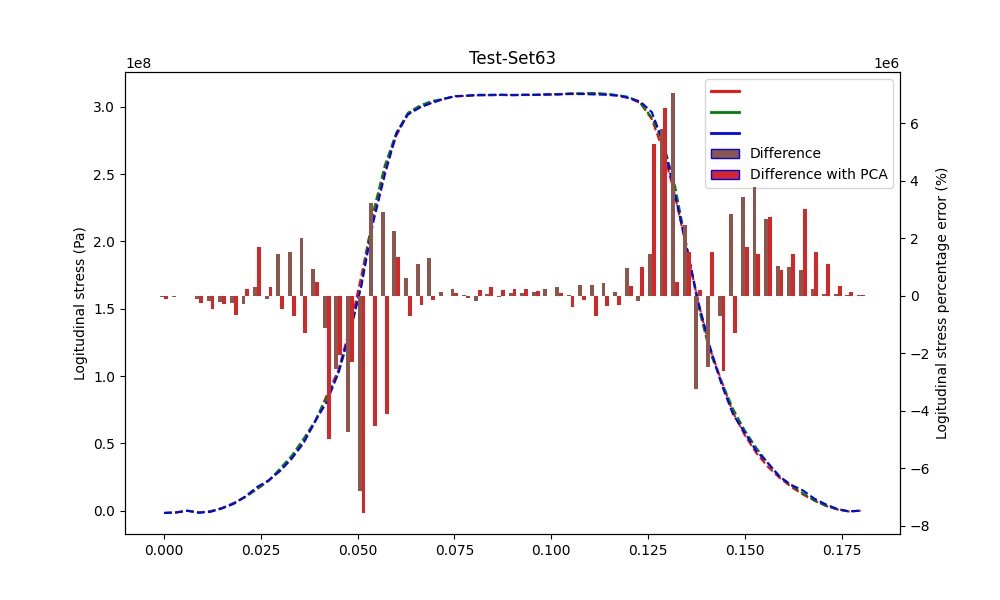 Test-Set63
1e8
1e6
Difference
Difference with PCA
3.0
2.5
2.0
1.5
1.0
0.5
0.0
6
4
2
0
−2
−4
−6
−8
Logitudinal stress (Pa)
Logitudinal stress percentage error (%)
0.000 0.025 0.050 0.075 0.100 0.125 0.150 0.175